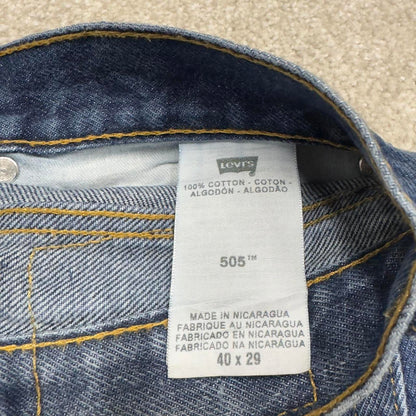 Levi's
100% COTTON - COTON -
ALGODÓN - ALGODÃO
505™
MADE IN NICARAGUA
FABRIQUE AU NICARAGUA
FABRICADO EN NICARAGUA
FABRICADO NA NICARÁGUA
40 x 29